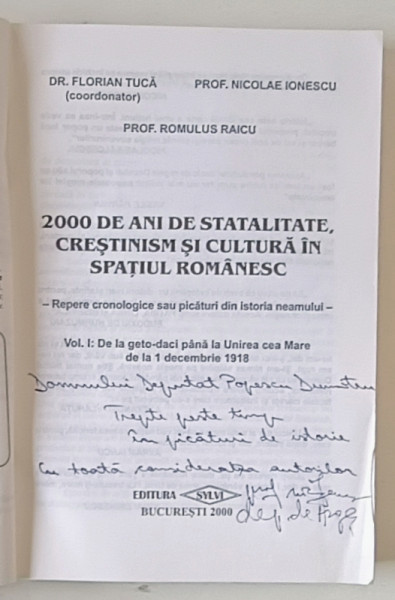 DR. FLORIAN TUCĂ PROF. NICOLAE IONESCU
(coordonator)
PROF. ROMULUS RAICU
2000 DE ANI DE STATALITATE,
CREŞTINISM ŞI CULTURĂ ÎN
SPAŢIUL ROMÂNESC
– Repere cronologice sau picături din istoria neamului –
Vol. I: De la geto-daci până la Unirea cea Mare
de la 1 decembrie 1918
Domnului Deputat Popescu Dumitru
Trepte peste timp
în picături de istorie
Cu toată considerația autorilor
EDITURA SYLVI prof
BUCUREŞTI 2000